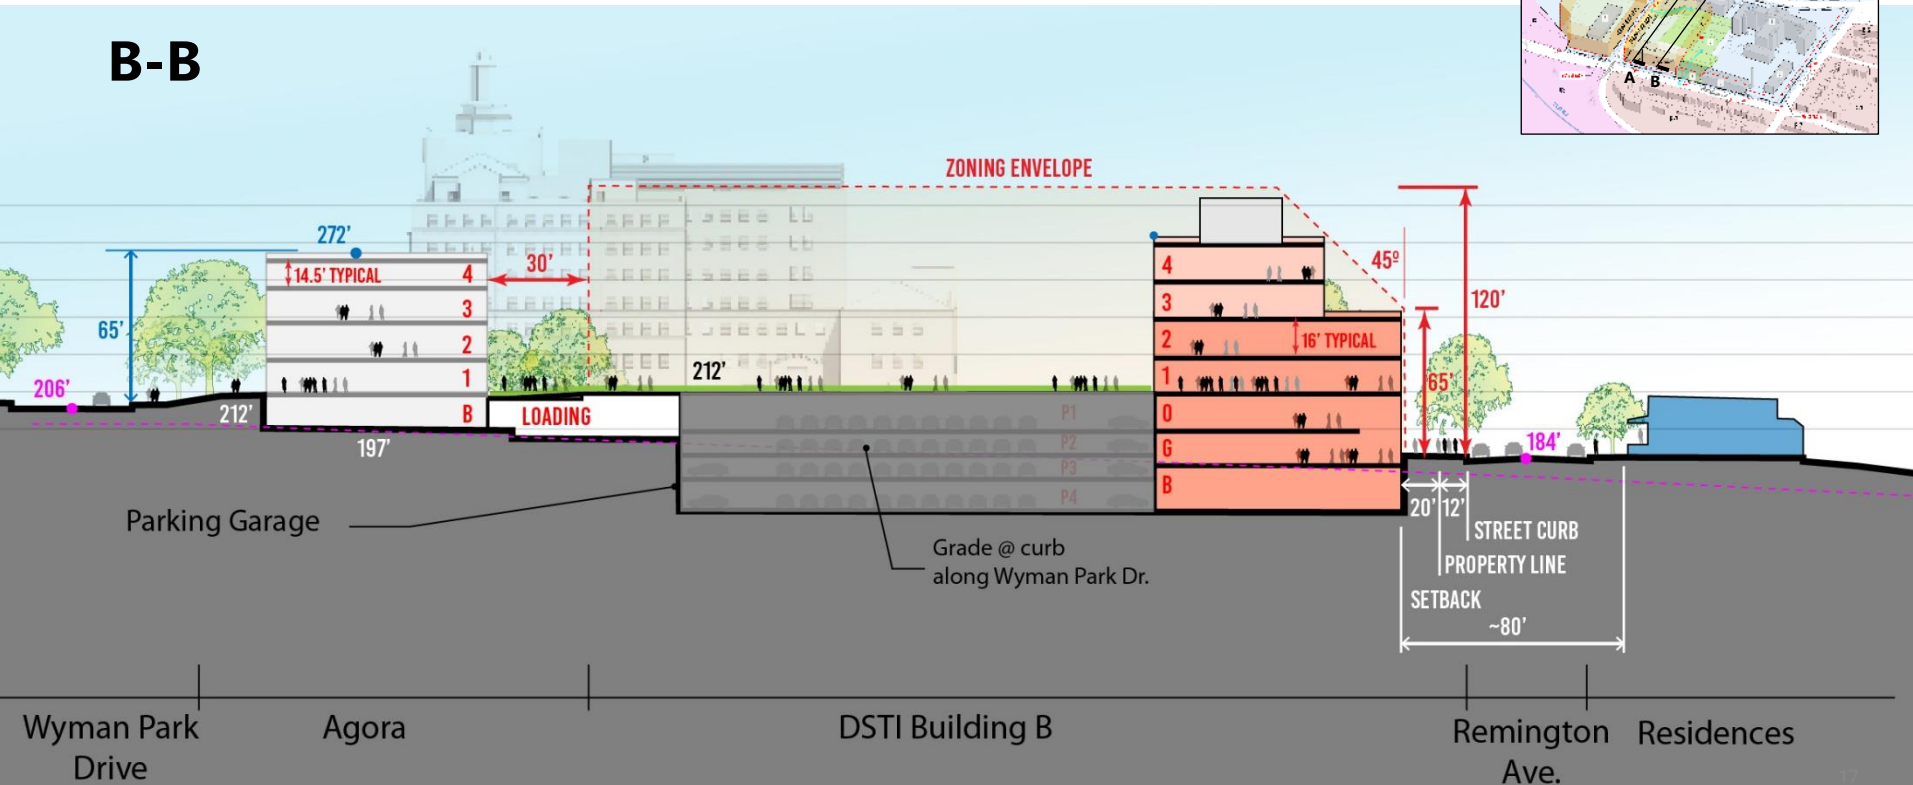 B-B
A B
ZONING ENVELOPE
272'
14.5' TYPICAL
4
3
2
1
B
30'
65'
206'
212'
197'
LOADING
212'
P1
P2
P3
P4
4
3
2
1
0
G
B
16' TYPICAL
45º
120'
65'
184'
20' 12'
STREET CURB
PROPERTY LINE
SETBACK
~80'
Parking Garage
Grade @ curb
along Wyman Park Dr.
Wyman Park
Drive
Agora
DSTI Building B
Remington
Ave.
Residences
17